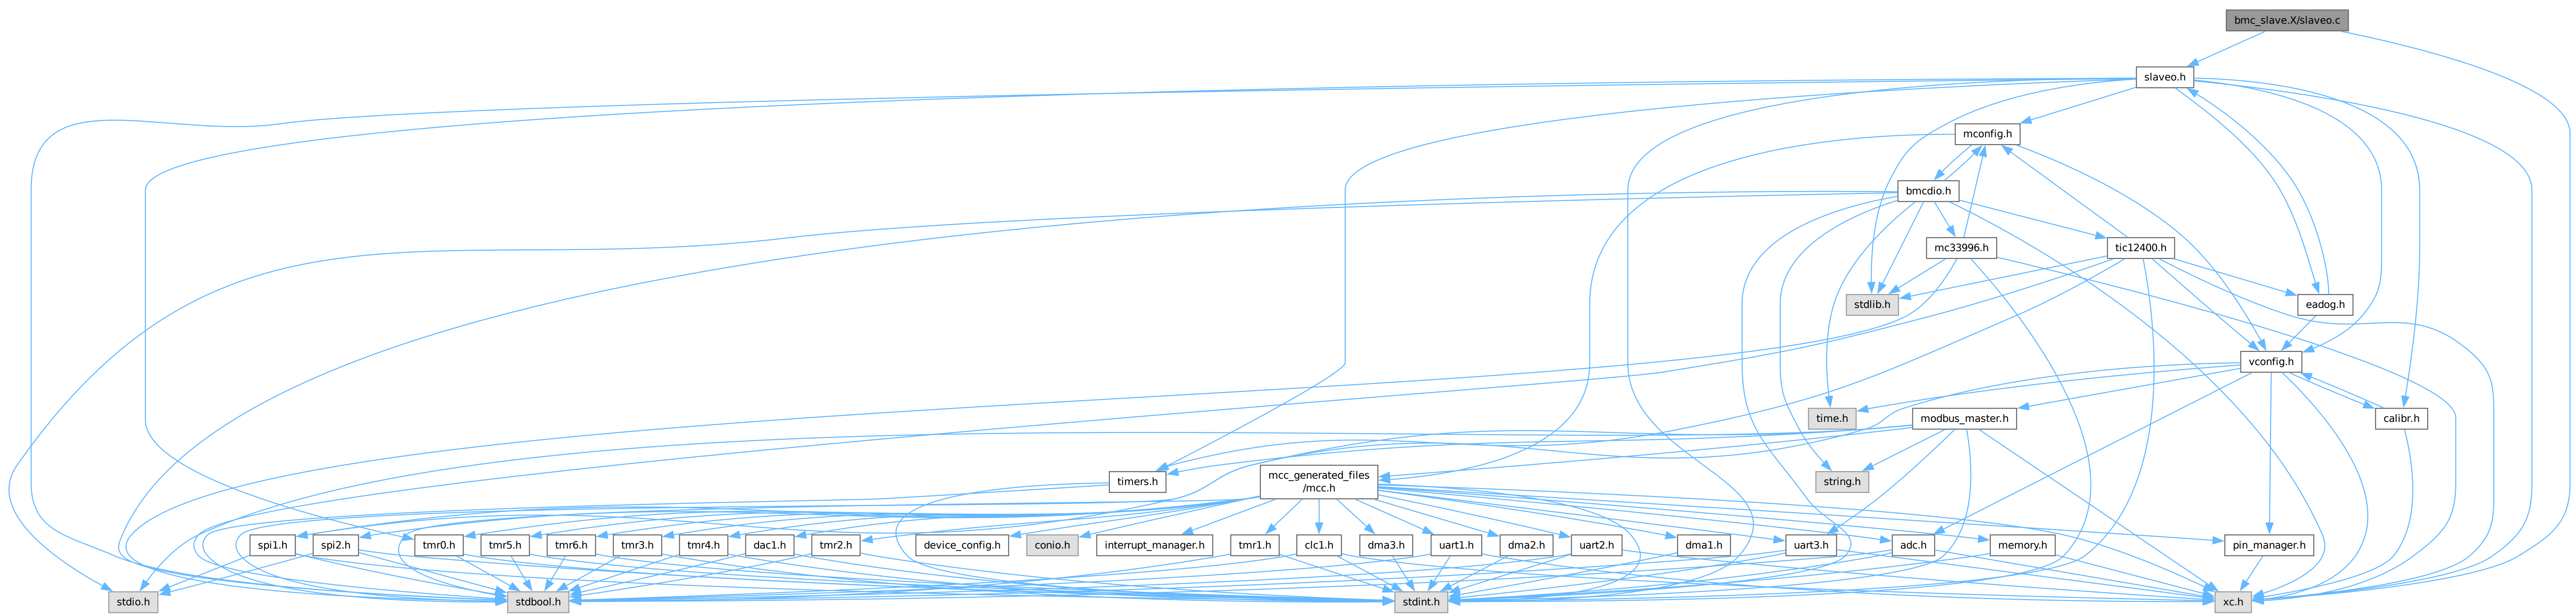 bmc_slave.X/slaveo.c
slaveo.h
mconfig.h
bmcdio.h
mc33996.h
tic12400.h
stdlib.h
eadog.h
vconfig.h
time.h
modbus_master.h
calibr.h
timers.h
mcc_generated_files
/mcc.h
string.h
spi1.h
spi2.h
tmr0.h
tmr5.h
tmr6.h
tmr3.h
tmr4.h
dac1.h
tmr2.h
device_config.h
conio.h
interrupt_manager.h
tmr1.h
clc1.h
dma3.h
uart1.h
dma2.h
uart2.h
dma1.h
uart3.h
adc.h
memory.h
pin_manager.h
stdio.h
stdbool.h
stdint.h
xc.h